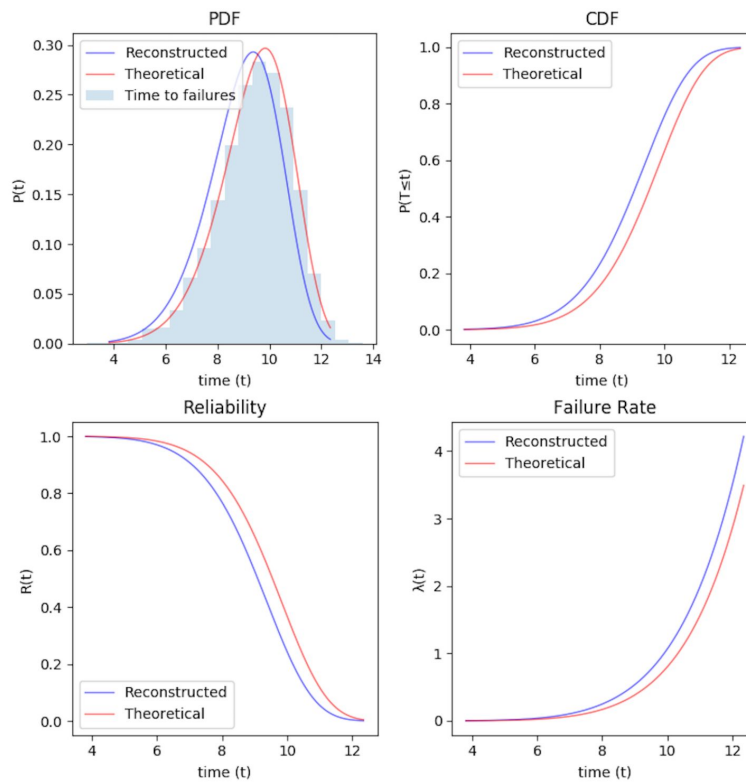 PDF
Reconstructed
Theoretical
Time to failures
0.30
0.25
0.20
0.15
0.10
0.05
0.00
P(t)
4 6 8 10 12 14
time (t)
CDF
Reconstructed
Theoretical
1.0
0.8
0.6
0.4
0.2
0.0
P(T≤t)
4 6 8 10 12
time (t)
Reliability
1.0
0.8
0.6
0.4
0.2
0.0
R(t)
Reconstructed
Theoretical
4 6 8 10 12
time (t)
Failure Rate
Reconstructed
Theoretical
4
3
2
1
0
λ(t)
4 6 8 10 12
time (t)